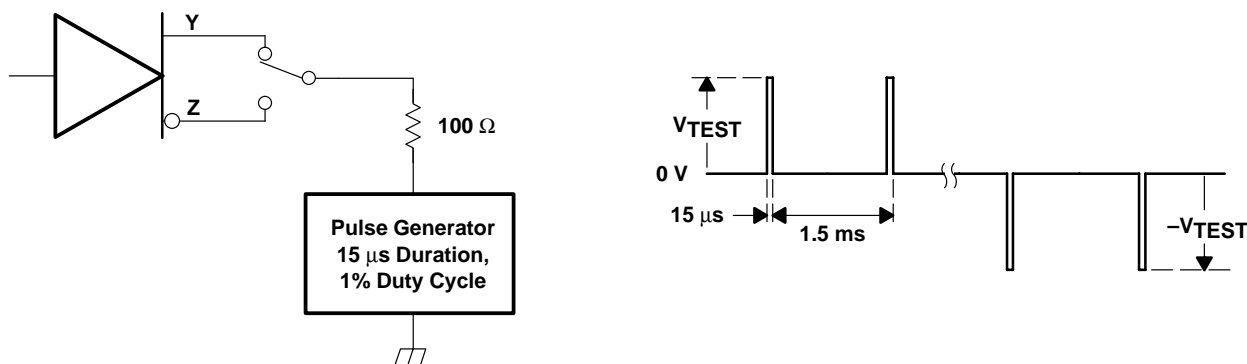 Y
Z
100 Ω
Pulse Generator
15 μs Duration,
1% Duty Cycle
VTEST
0 V
15 μs
1.5 ms
–VTEST